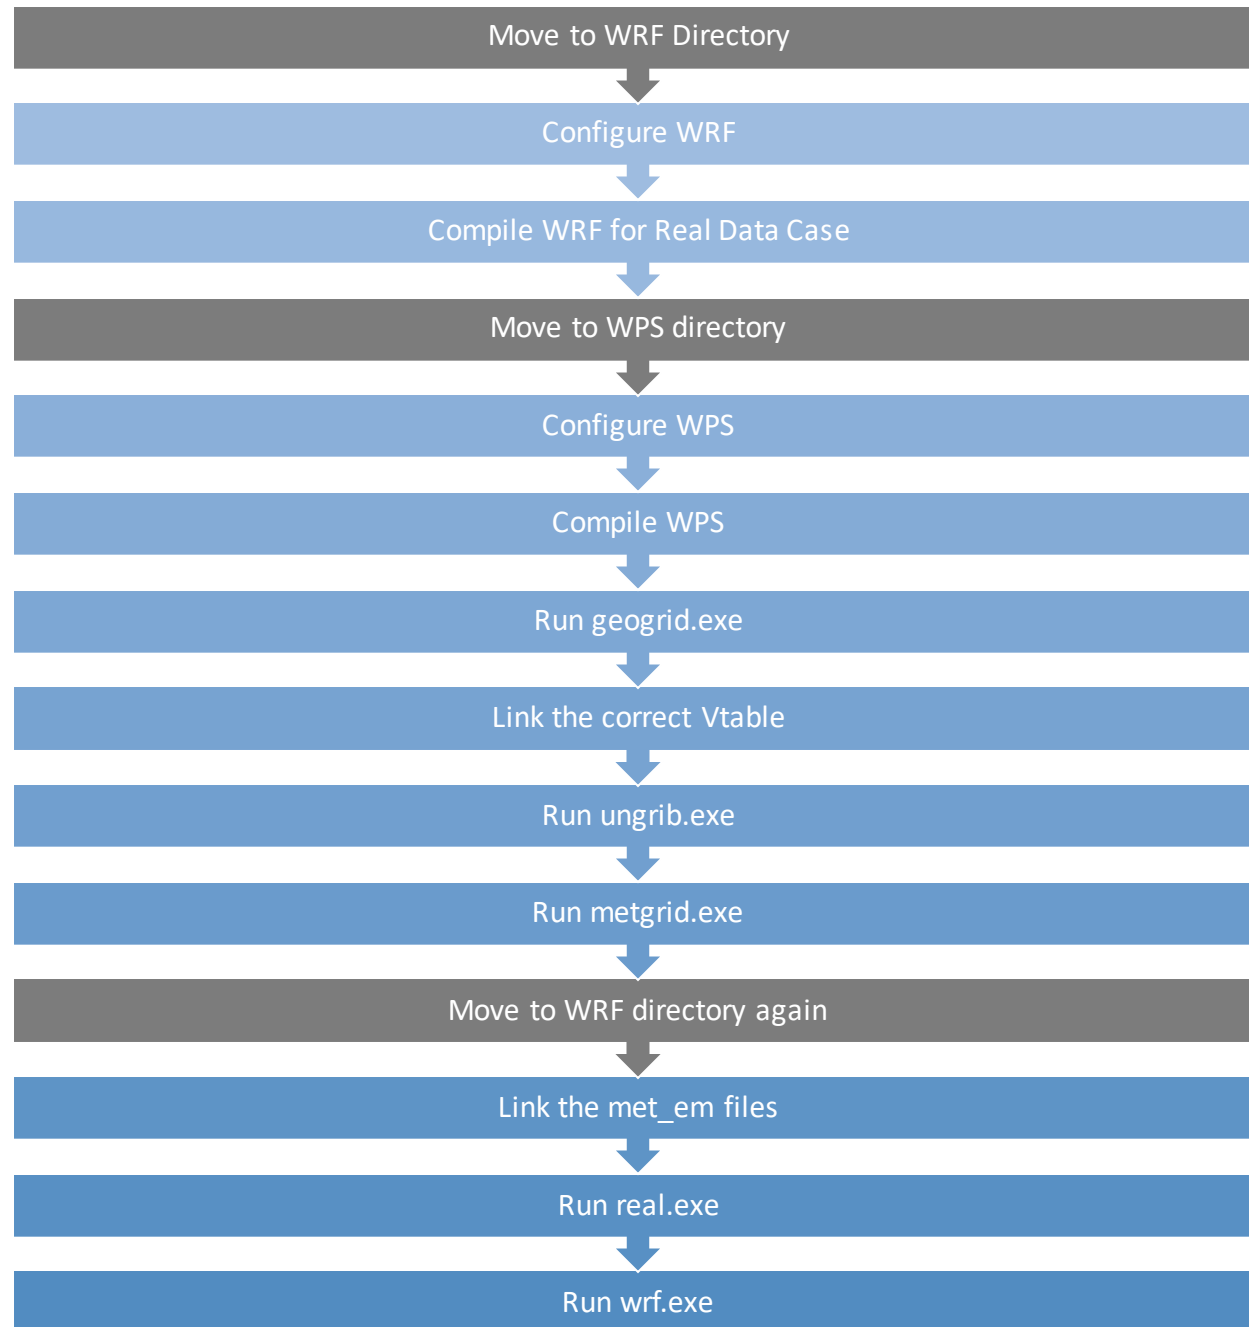 Move to WRF Directory
Configure WRF
Compile WRF for Real Data Case
Move to WPS directory
Configure WPS
Compile WPS
Run geogrid.exe
Link the correct Vtable
Run ungrib.exe
Run metgrid.exe
Move to WRF directory again
Link the met_em files
Run real.exe
Run wrf.exe